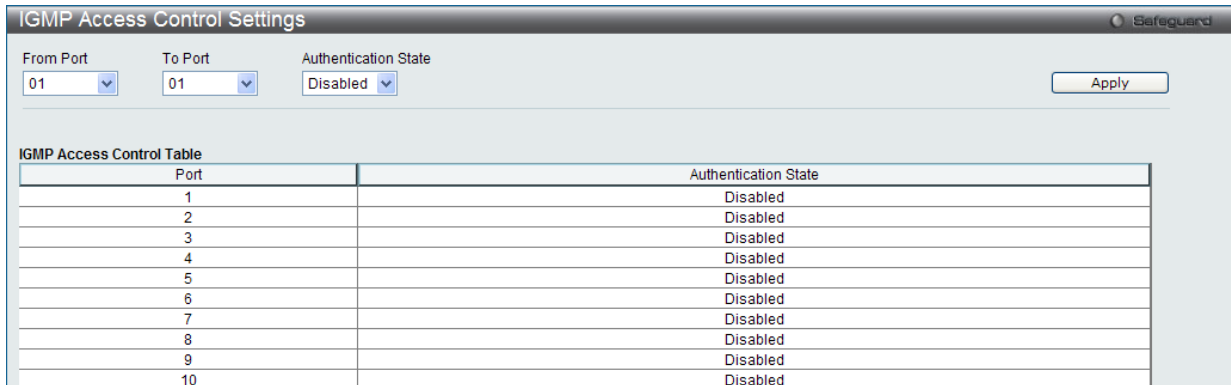 IGMP Access Control Settings
Safeguard
From Port To Port Authentication State
01 01 Disabled Apply
IGMP Access Control Table
Port Authentication State
1 Disabled
2 Disabled
3 Disabled
4 Disabled
5 Disabled
6 Disabled
7 Disabled
8 Disabled
9 Disabled
10 Disabled